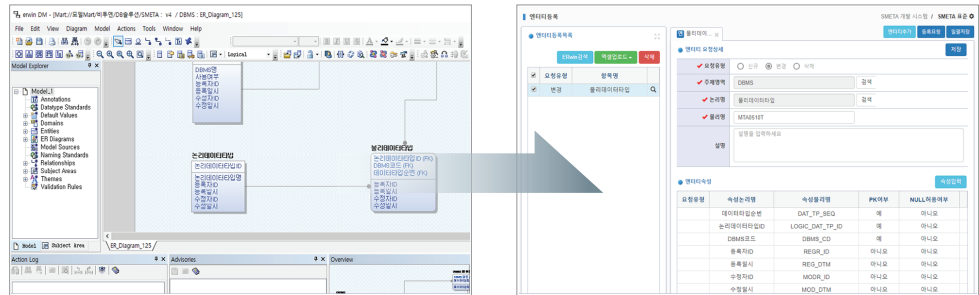 erwin DM - [Mart://모델Mart/비투엔/DB솔루션/SMETA : v4 / DBMS : ER_Diagram_125]
File Edit View Diagram Model Actions Tools Window Help
Logical
Model Explorer
Model_1
Annotations
Datatype Standards
Default Values
Domains
Entities
ER Diagrams
Model Sources
Naming Standards
Relationships
Subject Areas
Themes
Validation Rules
Model Subject Area
DBMS명
사용여부
등록자ID
등록일시
수정자ID
수정일시
논리데이터타입
논리데이터타입ID
논리데이터타입명
등록자ID
등록일시
수정자ID
수정일시
물리데이터타입
논리데이터타입ID (FK)
DBMS코드 (FK)
데이터타입순번 (FK)
등록자ID
등록일시
수정자ID
수정일시
ER_Diagram_125
Action Log
Advisories
Overview
엔터티등록
SMETA 개발 시스템 / SMETA 표준
엔터티등록목록
ERwin검색 엑셀업로드 삭제
요청유형 항목명
변경 물리데이터타입
물리데이...
엔터티추가 등록요청 일괄저장
엔터티 요청상세
저장
요청유형 신규 변경 삭제
주제영역 DBMS 검색
논리명 물리데이터타입 검색
물리명 MTA0510T
설명 설명을 입력하세요
엔터티속성
속성입력
요청유형 속성논리명 속성물리명 PK여부 NULL허용여부
데이터타입순번 DAT_TP_SEQ 예 아니오
논리데이터타입ID LOGIC_DAT_TP_ID 예 아니오
DBMS코드 DBMS_CD 예 아니오
등록자ID REGR_ID 아니오 아니오
등록일시 REG_DTM 아니오 아니오
수정자ID MODR_ID 아니오 아니오
수정일시 MOD_DTM 아니오 아니오